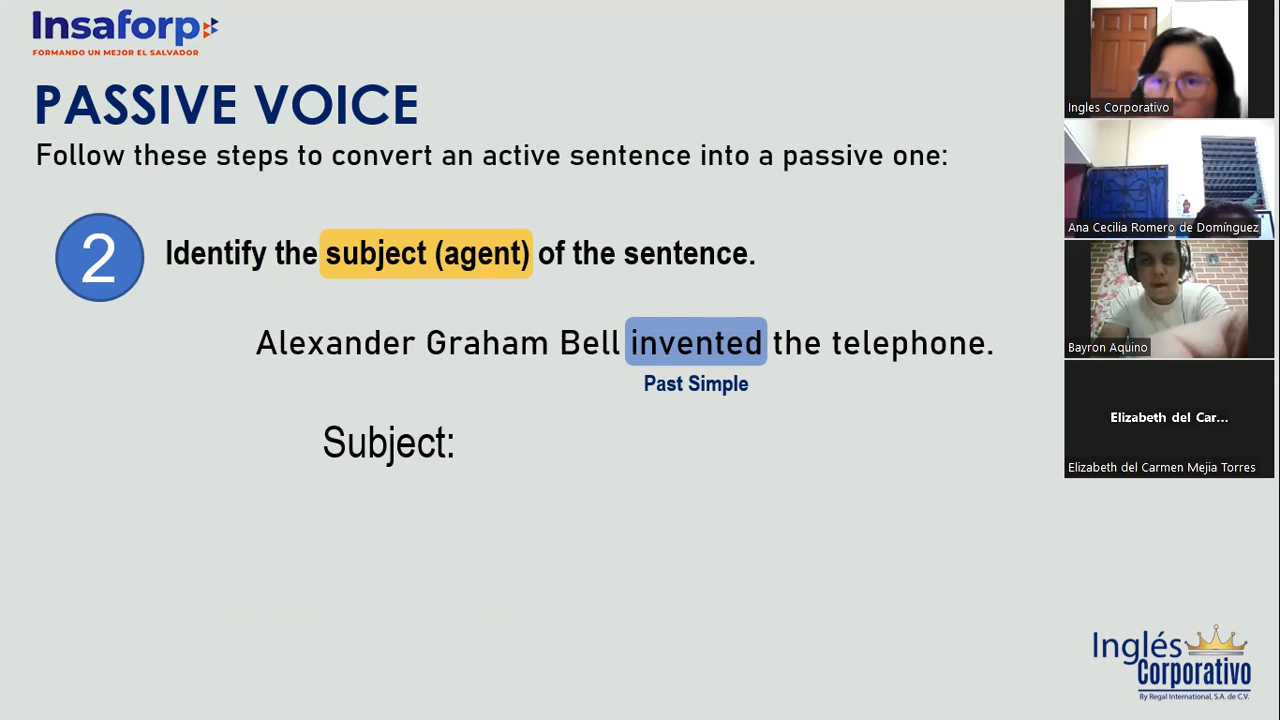 Insaforp
FORMANDO UN MEJOR EL SALVADOR
PASSIVE VOICE
Follow these steps to convert an active sentence into a passive one:
2 Identify the subject (agent) of the sentence.
Alexander Graham Bell invented the telephone.
Past Simple
Subject:
Ingles Corporativo
Ana Cecilia Romero de Domínguez
Bayron Aquino
Elizabeth del Car...
Elizabeth del Carmen Mejia Torres
Inglés
Corporativo
By Regal International, S.A. de C.V.